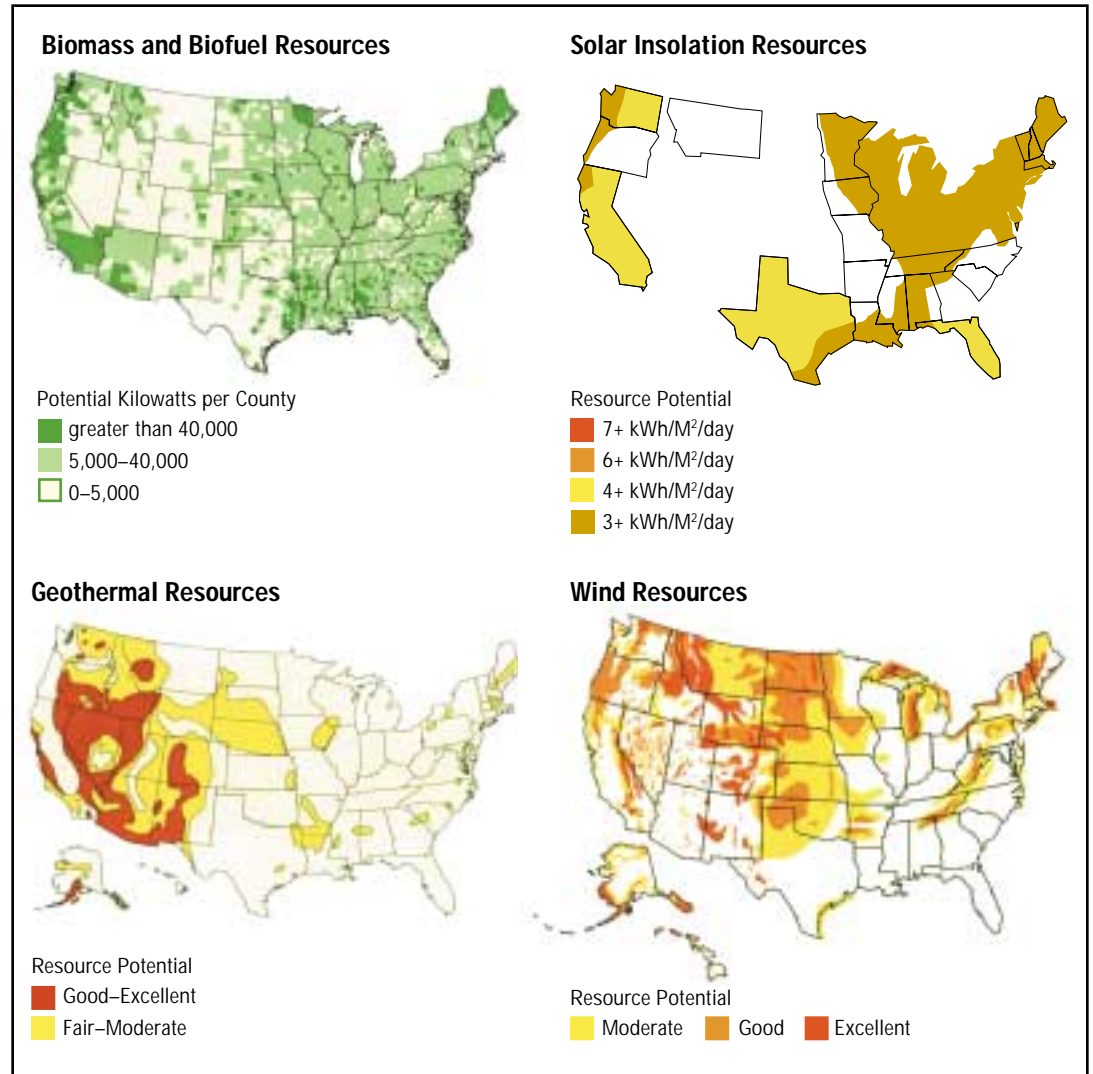 Biomass and Biofuel Resources
Potential Kilowatts per County
greater than 40,000
5,000–40,000
0–5,000
Solar Insolation Resources
Resource Potential
7+ kWh/M²/day
6+ kWh/M²/day
4+ kWh/M²/day
3+ kWh/M²/day
Geothermal Resources
Resource Potential
Good–Excellent
Fair–Moderate
Wind Resources
Resource Potential
Moderate Good Excellent